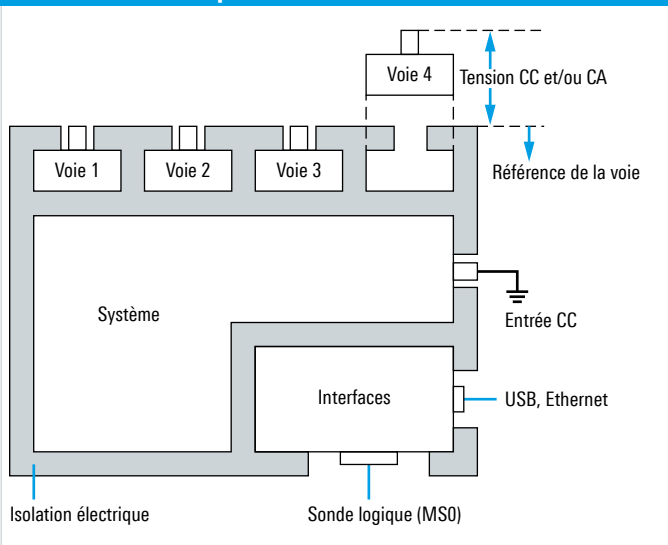 Voie 4
Tension CC et/ou CA
Voie 1
Voie 2
Voie 3
Référence de la voie
Système
Entrée CC
Interfaces
USB, Ethernet
Isolation électrique
Sonde logique (MS0)